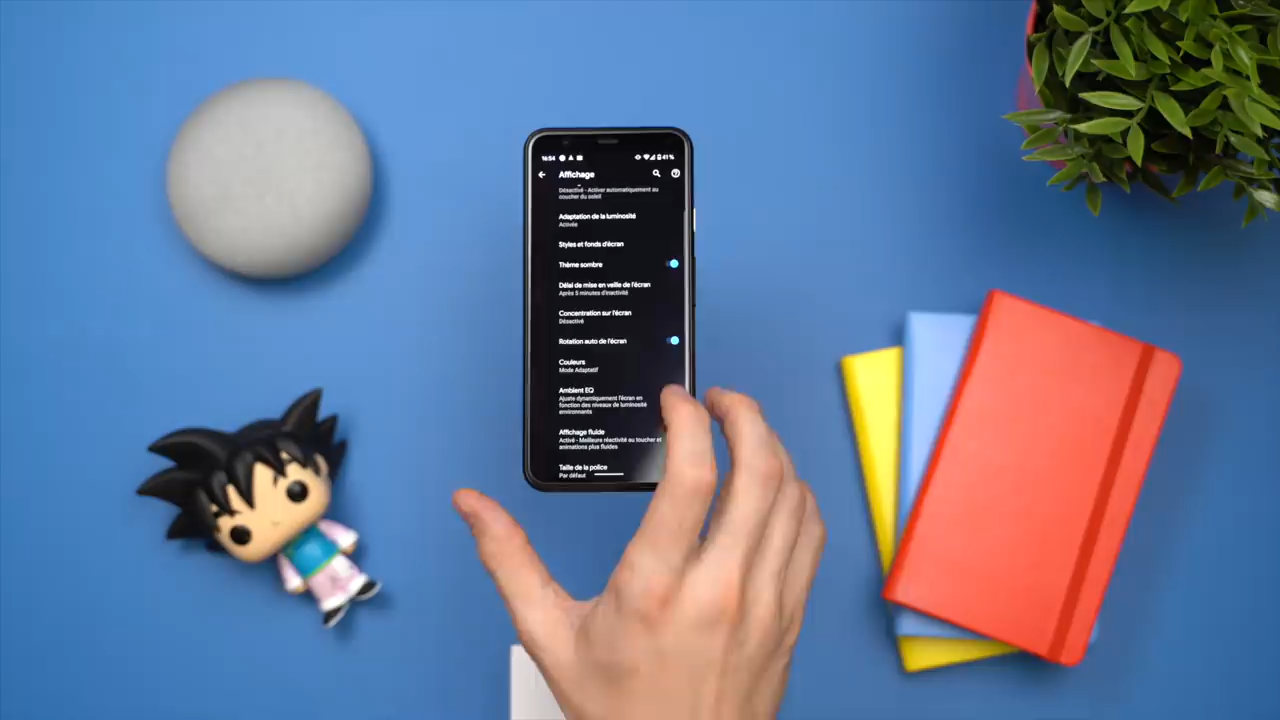 16:54
41%
Affichage
Désactivé - Activer automatiquement au
coucher du soleil
Adaptation de la luminosité
Activée
Styles et fonds d'écran
Thème sombre
Délai de mise en veille de l'écran
Après 5 minutes d'inactivité
Concentration sur l'écran
Désactivé
Rotation auto de l'écran
Couleurs
Mode Adaptatif
Ambient EQ
Ajuste dynamiquement l'écran en
fonction des niveaux de luminosité
environnants
Affichage fluide
Activé - Meilleure réactivité au toucher et
animations plus fluides
Taille de la police
Par défaut